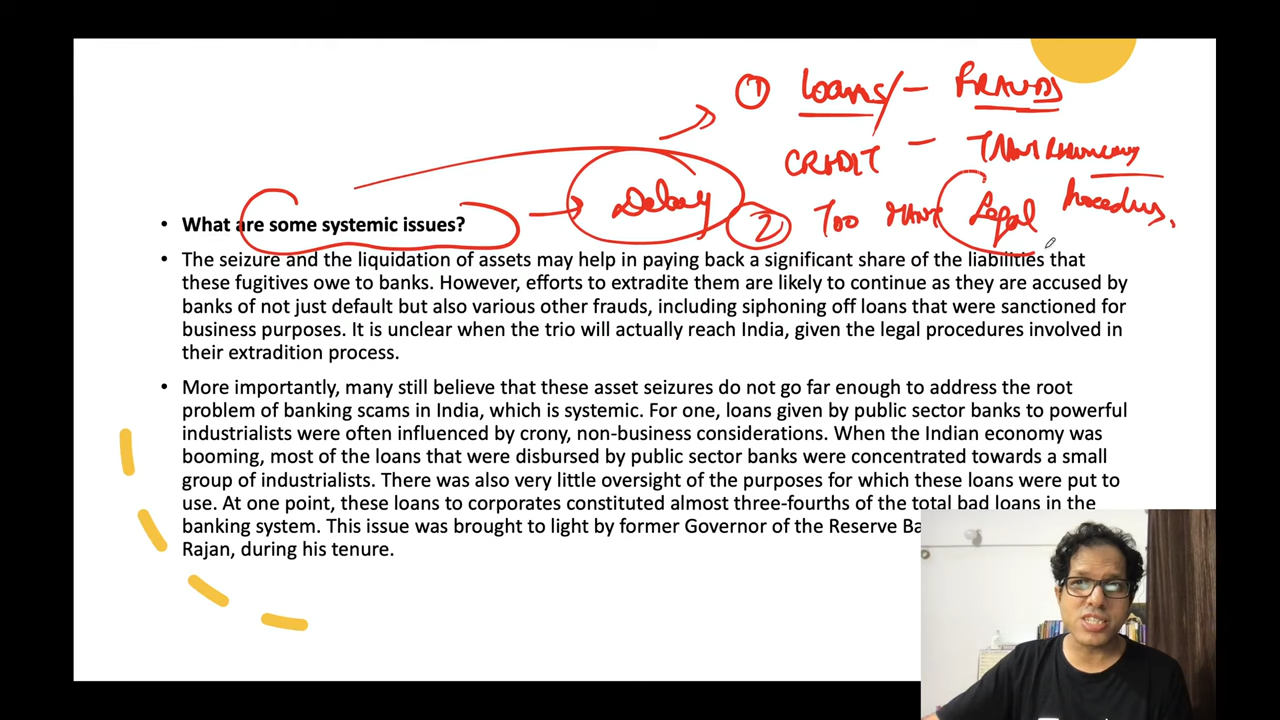 ① Loans/ — FRAUDS
CREDIT —
Delay
② Too MANY Legal Procedures.
• What are some systemic issues?
• The seizure and the liquidation of assets may help in paying back a significant share of the liabilities that
these fugitives owe to banks. However, efforts to extradite them are likely to continue as they are accused by
banks of not just default but also various other frauds, including siphoning off loans that were sanctioned for
business purposes. It is unclear when the trio will actually reach India, given the legal procedures involved in
their extradition process.
• More importantly, many still believe that these asset seizures do not go far enough to address the root
problem of banking scams in India, which is systemic. For one, loans given by public sector banks to powerful
industrialists were often influenced by crony, non-business considerations. When the Indian economy was
booming, most of the loans that were disbursed by public sector banks were concentrated towards a small
group of industrialists. There was also very little oversight of the purposes for which these loans were put to
use. At one point, these loans to corporates constituted almost three-fourths of the total bad loans in the
banking system. This issue was brought to light by former Governor of the Reserve
Rajan, during his tenure.